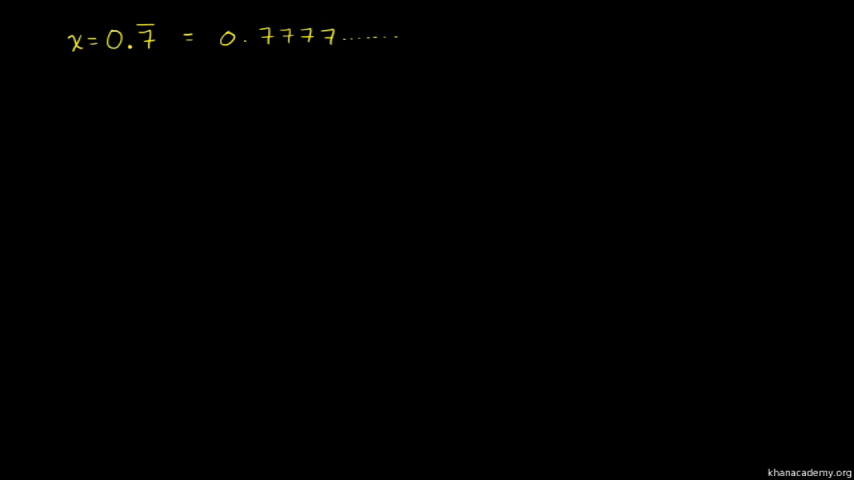 x = 0.7̅ = 0.7777.......
khanacademy.org